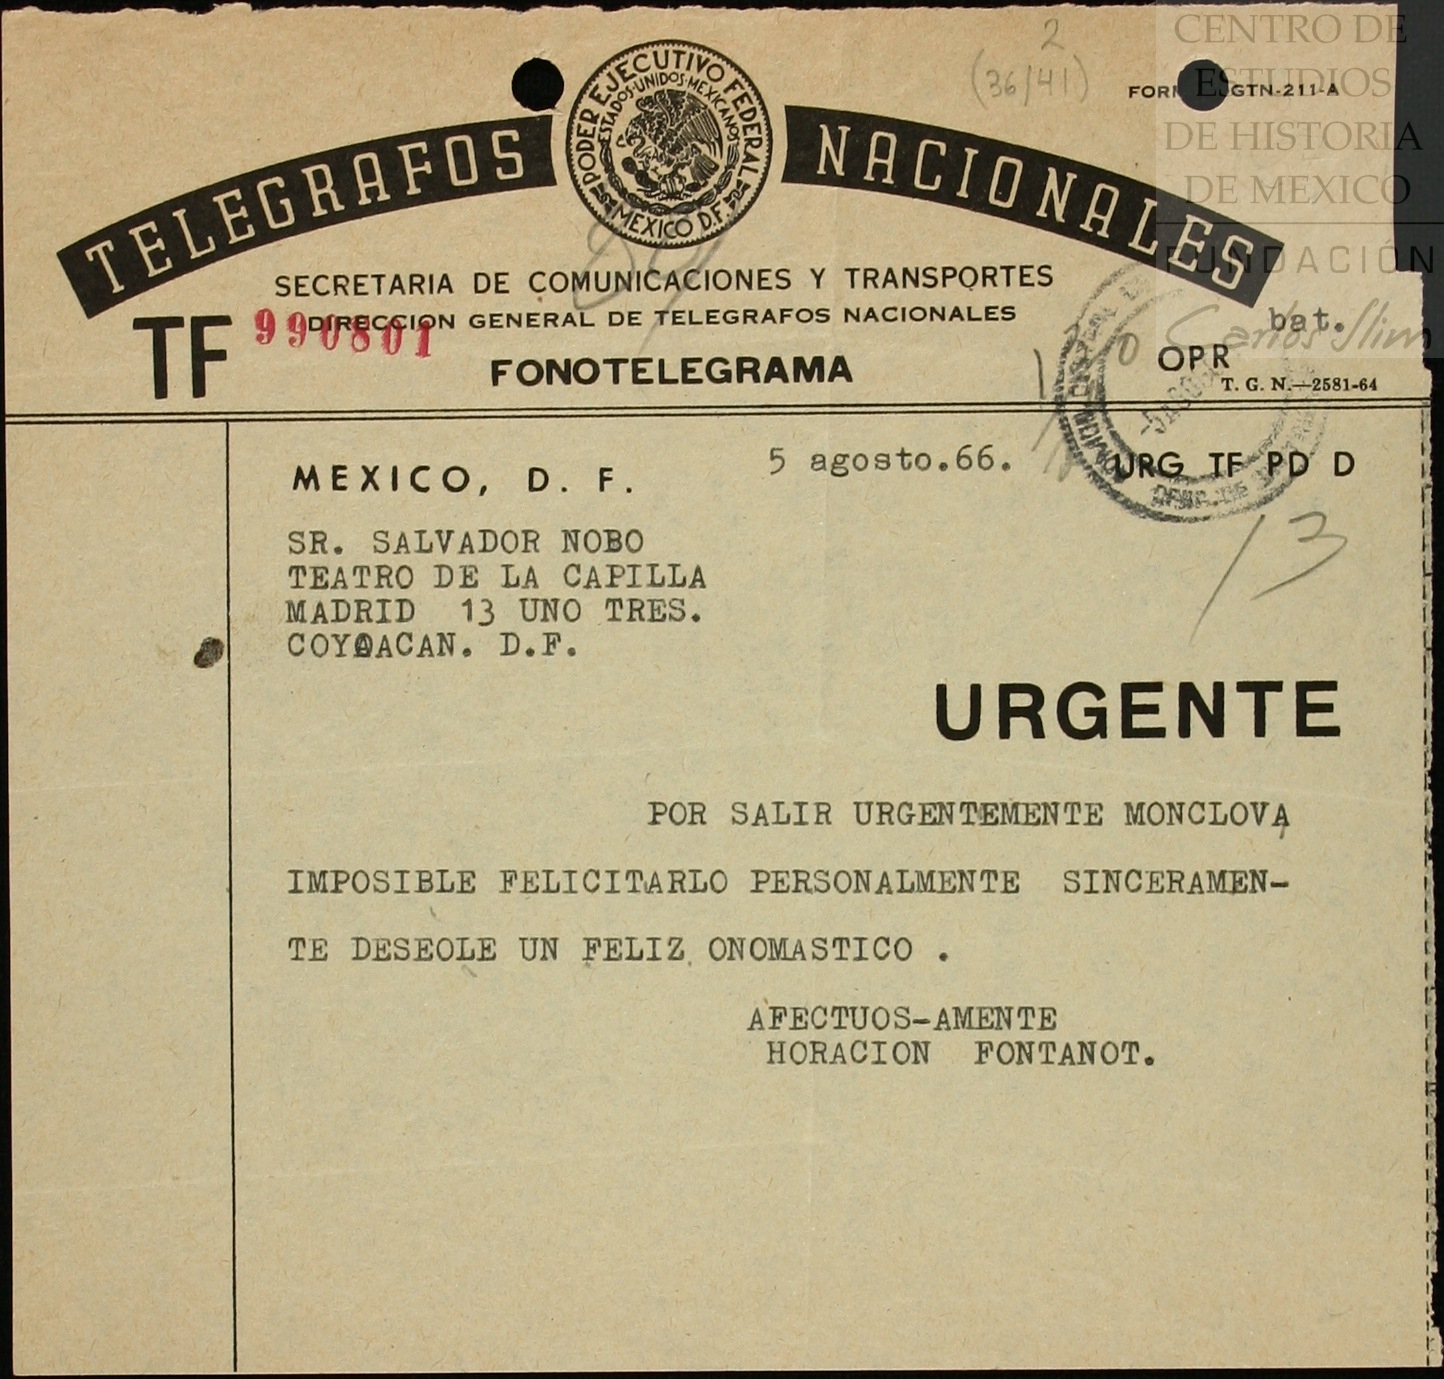 2
(36/41)
CENTRO DE
ESTUDIOS
DE HISTORIA
DE MEXICO
FUNDACIÓN
Carlos Slim
GTN-211-A
TELEGRAFOS NACIONALES
PODER EJECUTIVO FEDERAL
ESTADOS·UNIDOS·MEXICANOS
MEXICO D.F.
SECRETARIA DE COMUNICACIONES Y TRANSPORTES
DIRECCION GENERAL DE TELEGRAFOS NACIONALES
TF 990801
FONOTELEGRAMA
bat.
OPR
T. G. N.—2581-64
MEXICO, D. F.
5 agosto.66.
URG TF PD D
13
SR. SALVADOR NOBO
TEATRO DE LA CAPILLA
MADRID 13 UNO TRES.
COYOACAN. D.F.
URGENTE
POR SALIR URGENTEMENTE MONCLOVA
IMPOSIBLE FELICITARLO PERSONALMENTE SINCERAMEN-
TE DESEOLE UN FELIZ ONOMASTICO .
AFECTUOS-AMENTE
HORACION FONTANOT.